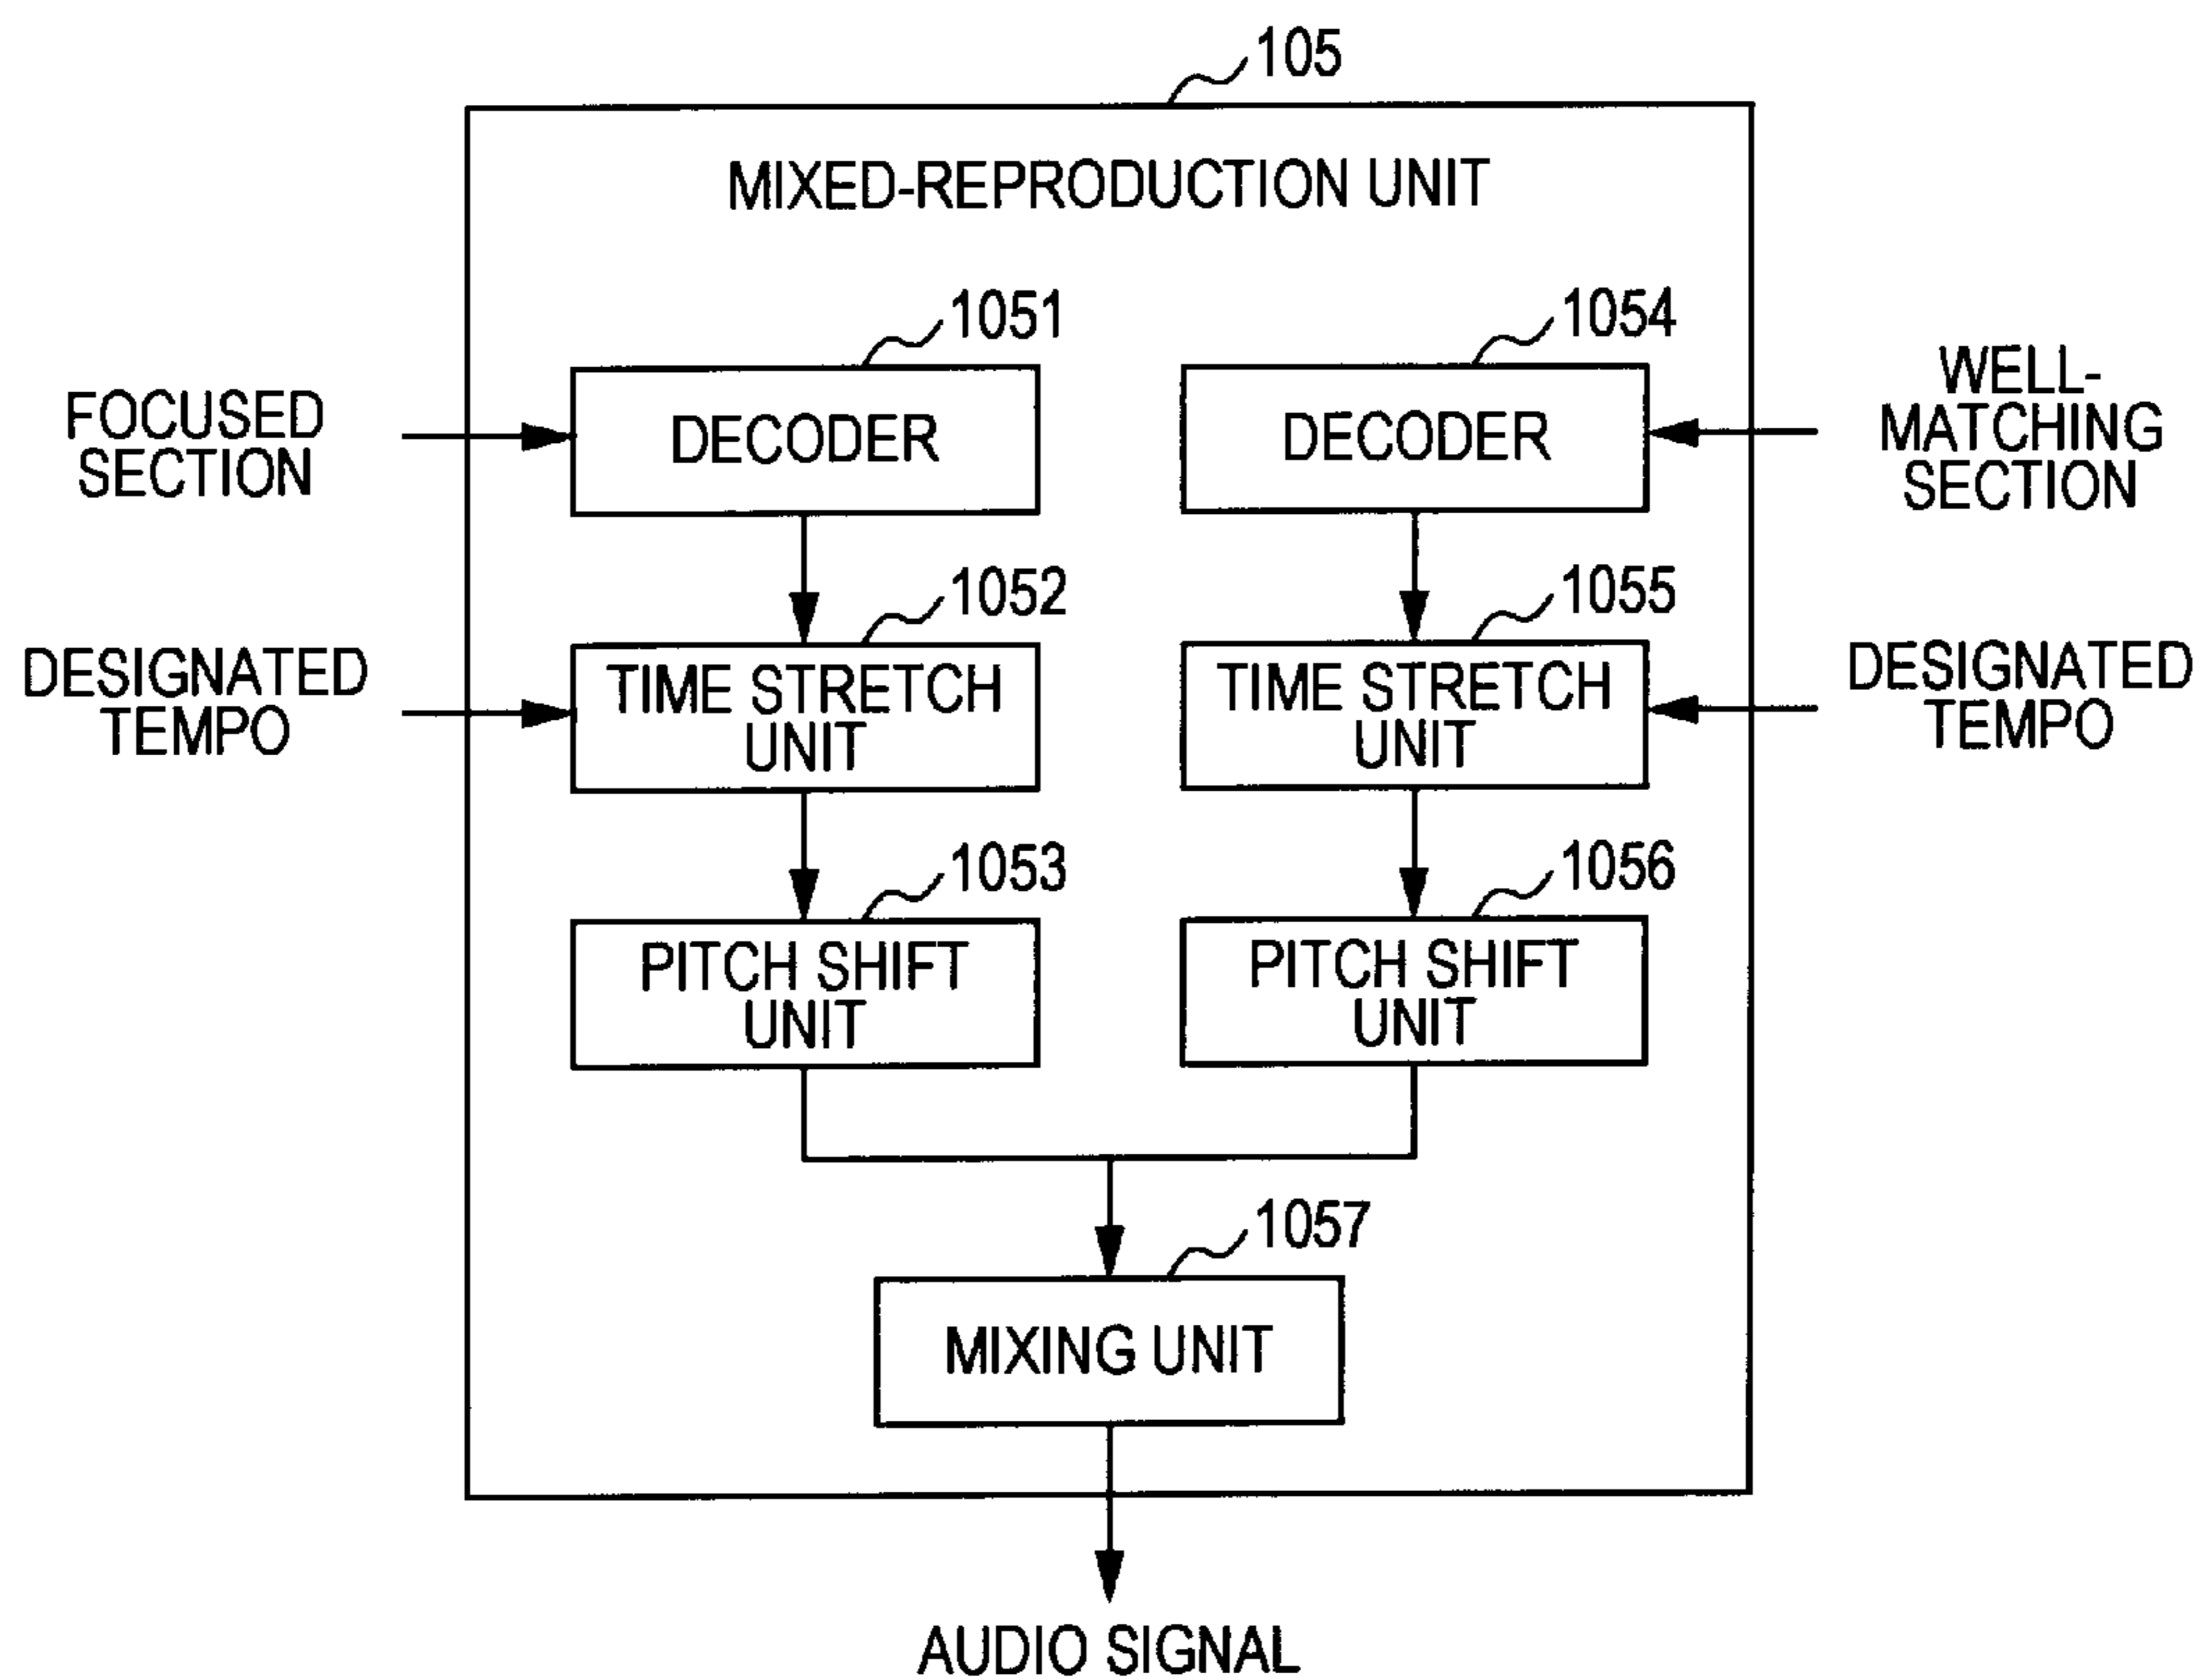 105
MIXED-REPRODUCTION UNIT
1051
1054
FOCUSED
SECTION
DECODER
DECODER
WELL-
MATCHING
SECTION
1052
1055
DESIGNATED
TEMPO
TIME STRETCH
UNIT
TIME STRETCH
UNIT
DESIGNATED
TEMPO
1053
1056
PITCH SHIFT
UNIT
PITCH SHIFT
UNIT
1057
MIXING UNIT
AUDIO SIGNAL